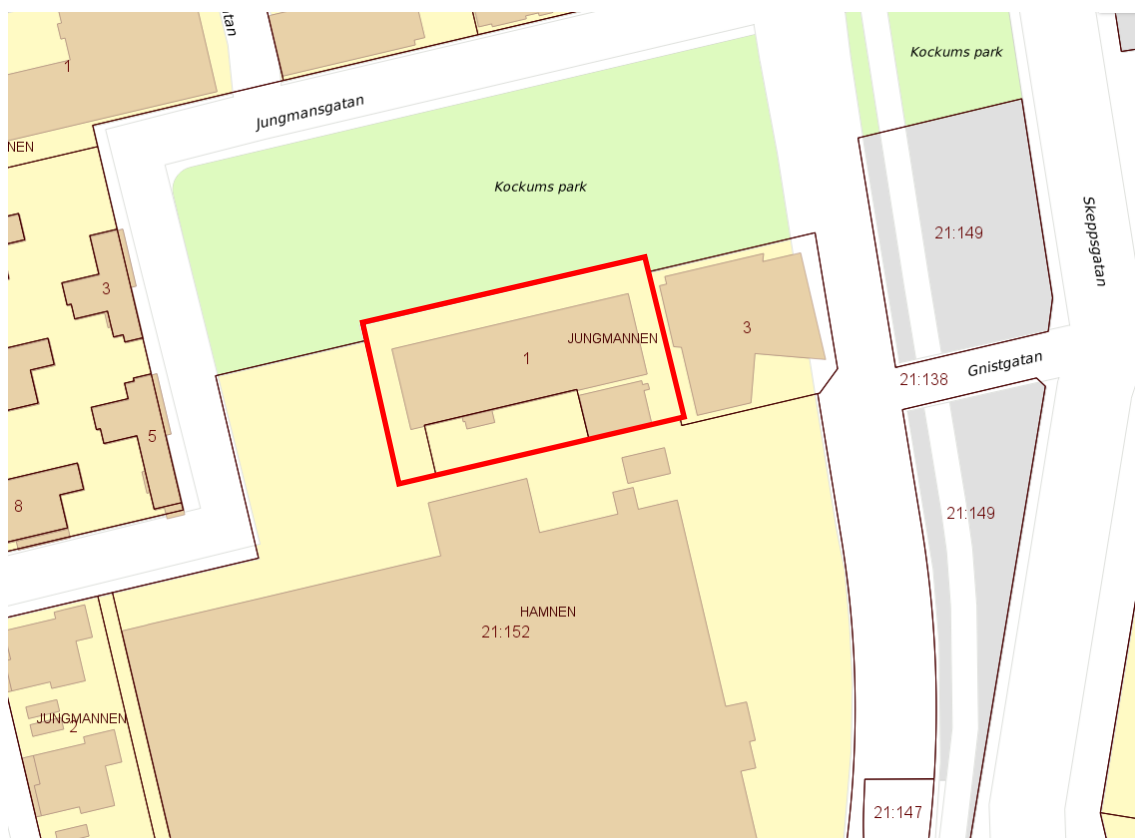 Kockums park
1
Jungmansgatan
NEN
Kockums park
Skeppsgatan
21:149
3
3
JUNGMANNEN
1
Gnistgatan
21:138
5
8
21:149
HAMNEN
21:152
JUNGMANNEN
2
21:147